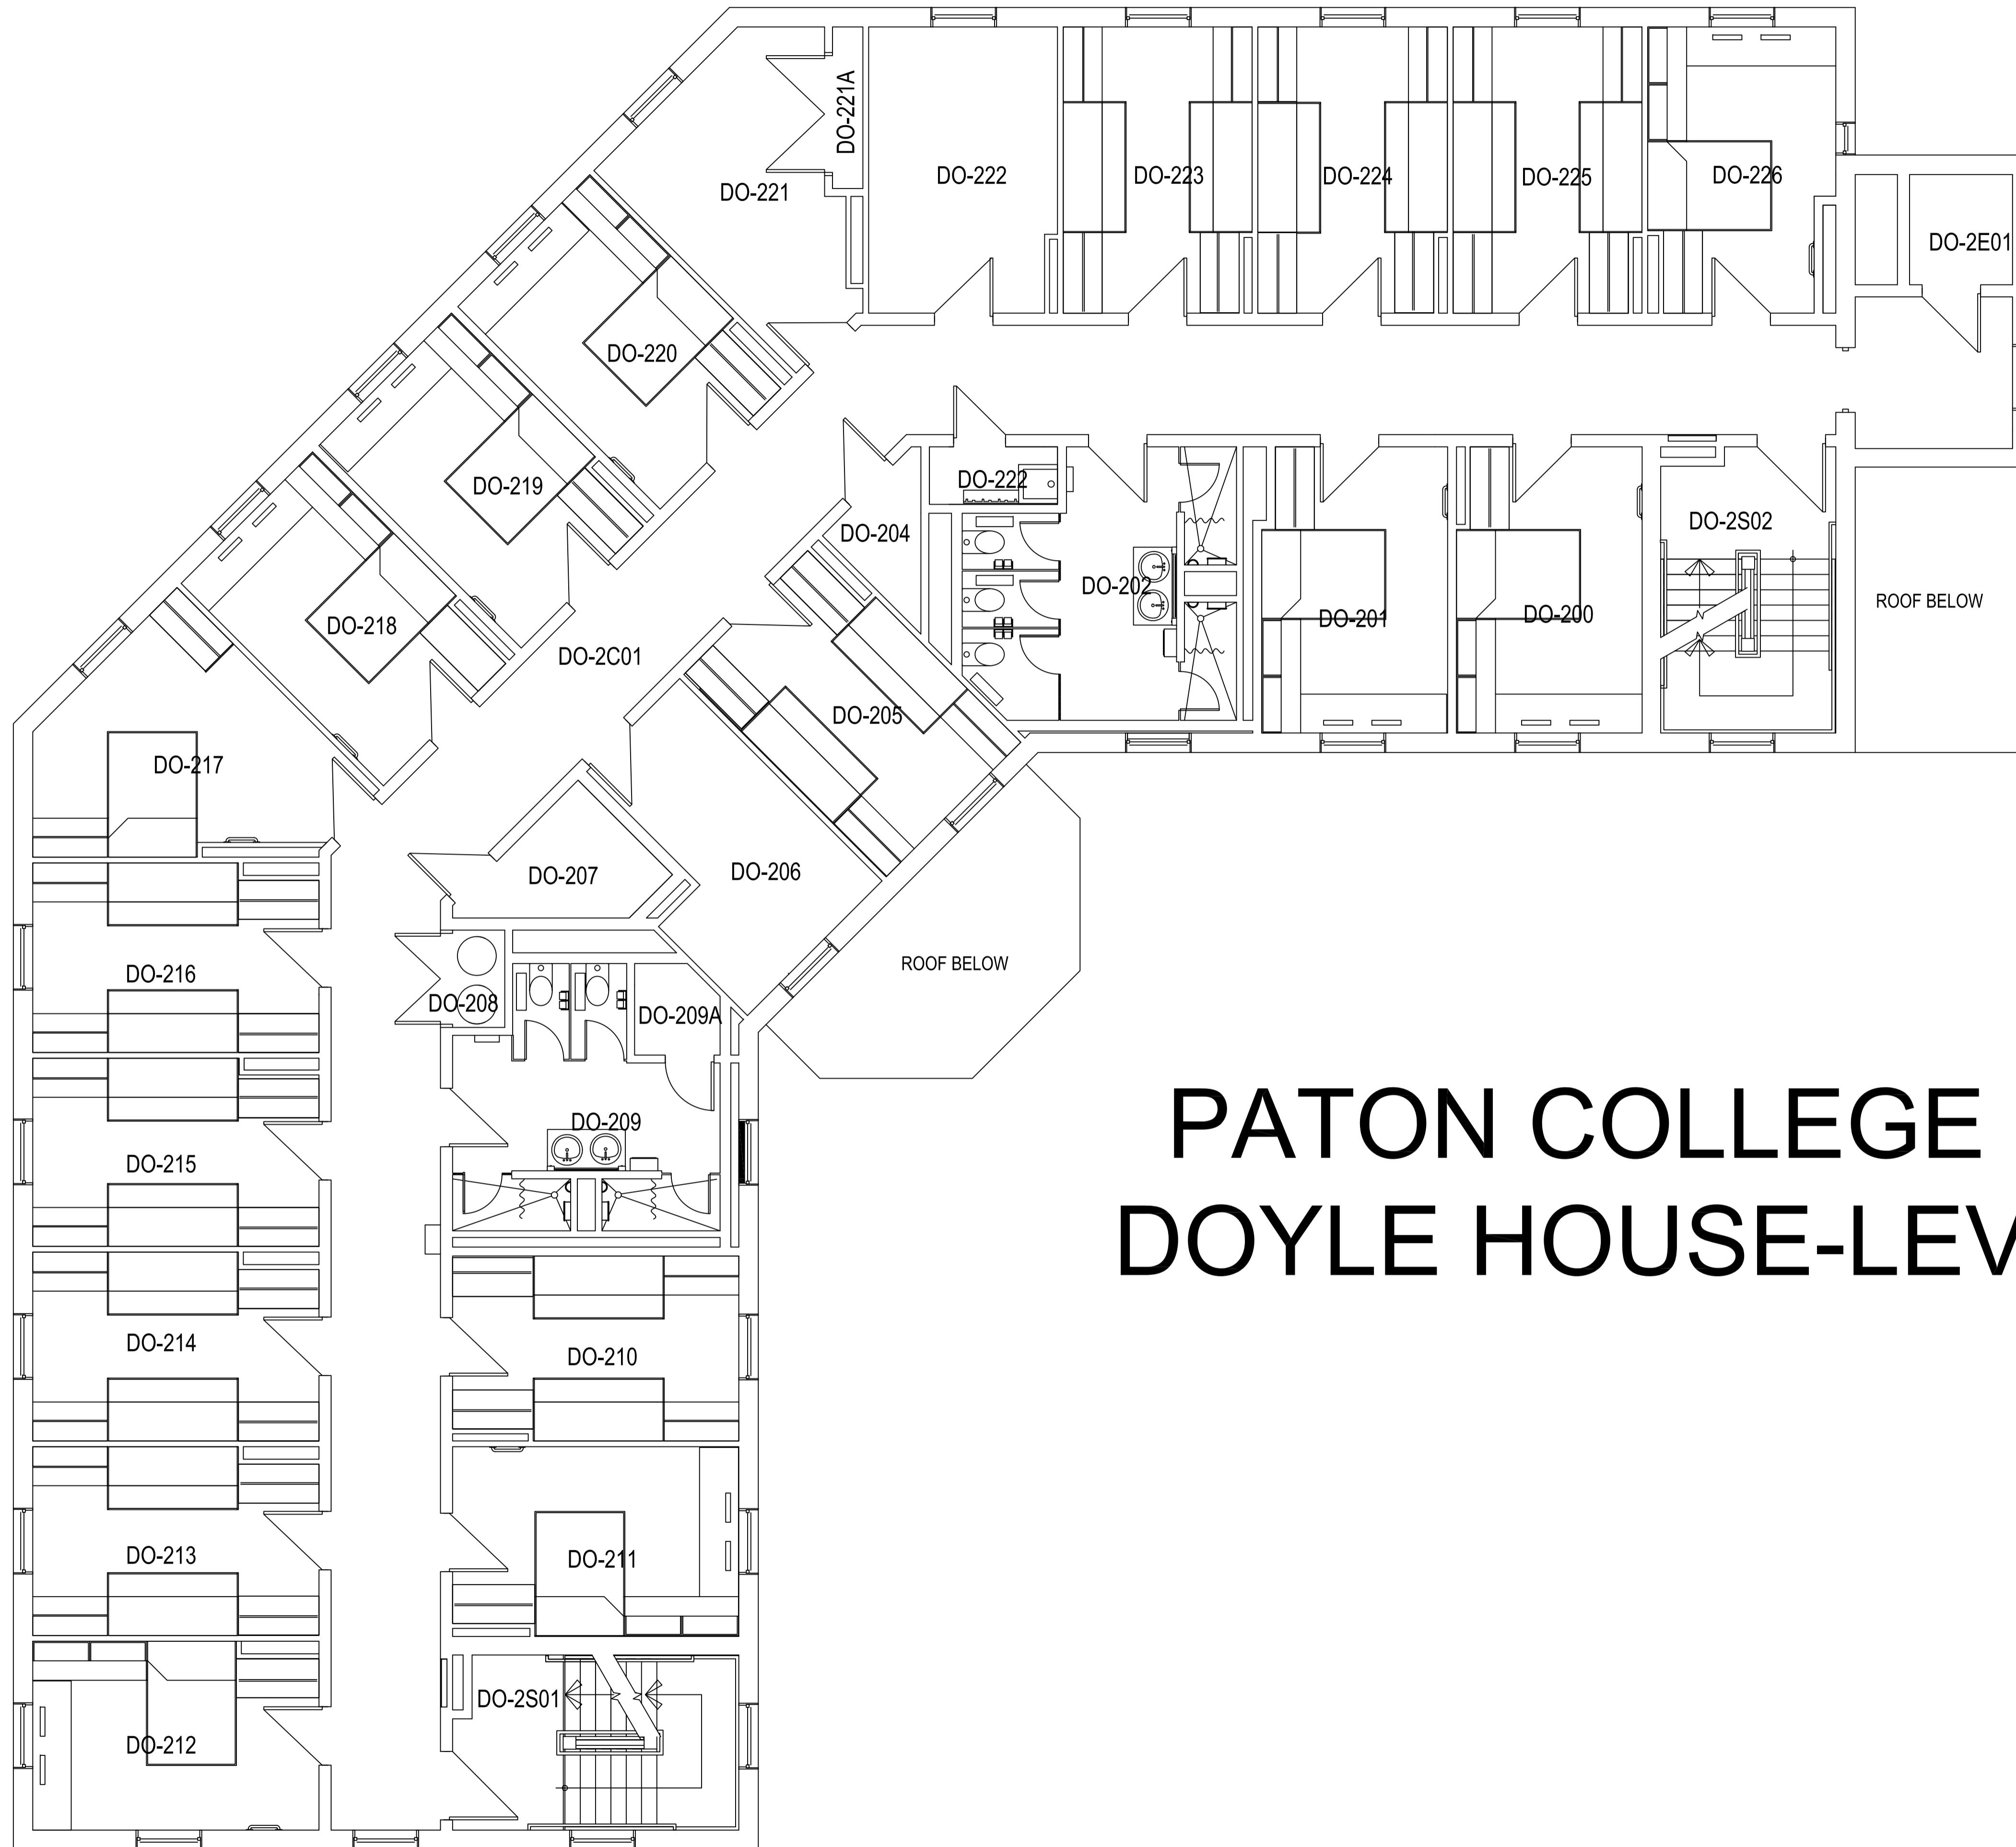 DO-221A
DO-221
DO-222
DO-223
DO-224
DO-225
DO-226
DO-2E01
DO-220
DO-219
DO-222
DO-204
DO-202
DO-201
DO-200
DO-2S02
ROOF BELOW
DO-218
DO-2C01
DO-205
DO-217
DO-207
DO-206
ROOF BELOW
DO-216
DO-208
DO-209A
DO-209
DO-215
DO-214
DO-210
DO-213
DO-211
DO-2S01
DO-212
PATON COLLEGE
DOYLE HOUSE-LEV